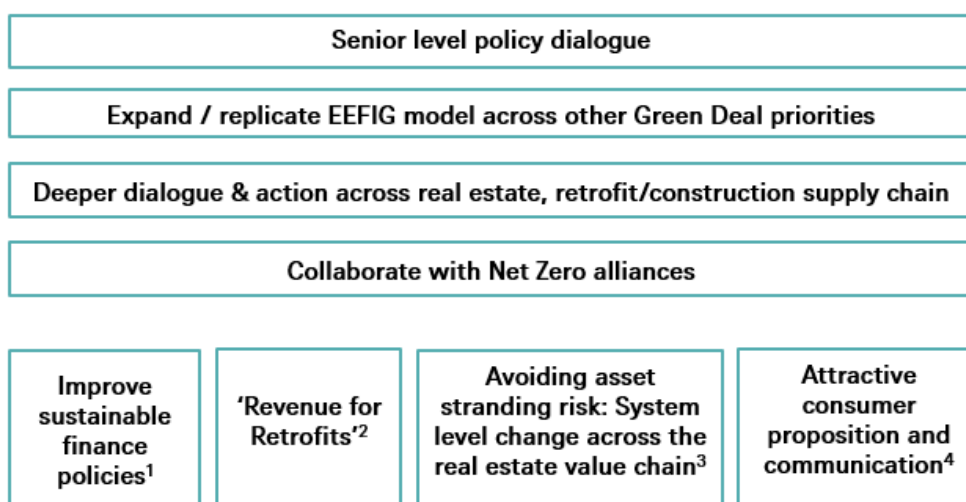 Senior level policy dialogue
Expand / replicate EEFIG model across other Green Deal priorities
Deeper dialogue & action across real estate, retrofit/construction supply chain
Collaborate with Net Zero alliances
Improve
sustainable
finance
policies¹
‘Revenue for
Retrofits’²
Avoiding asset
stranding risk: System
level change across the
real estate value chain³
Attractive
consumer
proposition and
communication⁴